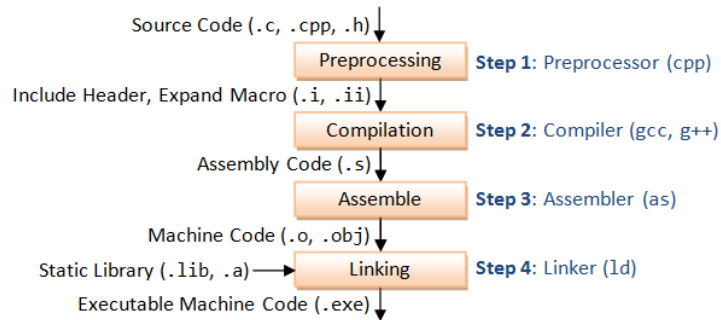 Source Code (.c, .cpp, .h)
Preprocessing
Step 1: Preprocessor (cpp)
Include Header, Expand Macro (.i, .ii)
Compilation
Step 2: Compiler (gcc, g++)
Assembly Code (.s)
Assemble
Step 3: Assembler (as)
Machine Code (.o, .obj)
Static Library (.lib, .a)
Linking
Step 4: Linker (ld)
Executable Machine Code (.exe)